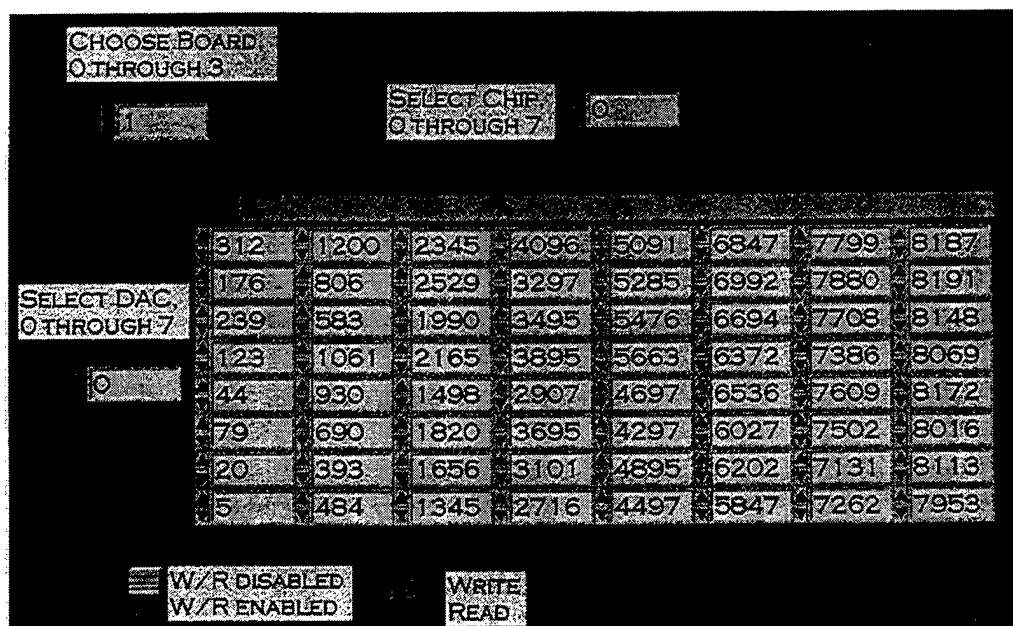 CHOOSE BOARD,
0 THROUGH 3
1
SELECT CHIP,
0 THROUGH 7
0
312 1200 2345 4096 5091 6847 7799 8187
176 806 2529 3297 5285 6992 7880 8191
SELECT DAC,
0 THROUGH 7
239 583 1990 3495 5476 6694 7708 8148
123 1061 2165 3895 5663 6372 7386 8069
0
44 930 1498 2907 4697 6536 7609 8172
79 690 1820 3695 4297 6027 7502 8016
20 393 1656 3101 4895 6202 7131 8113
5 484 1345 2716 4497 5847 7262 7953
W/R DISABLED
W/R ENABLED
WRITE
READ